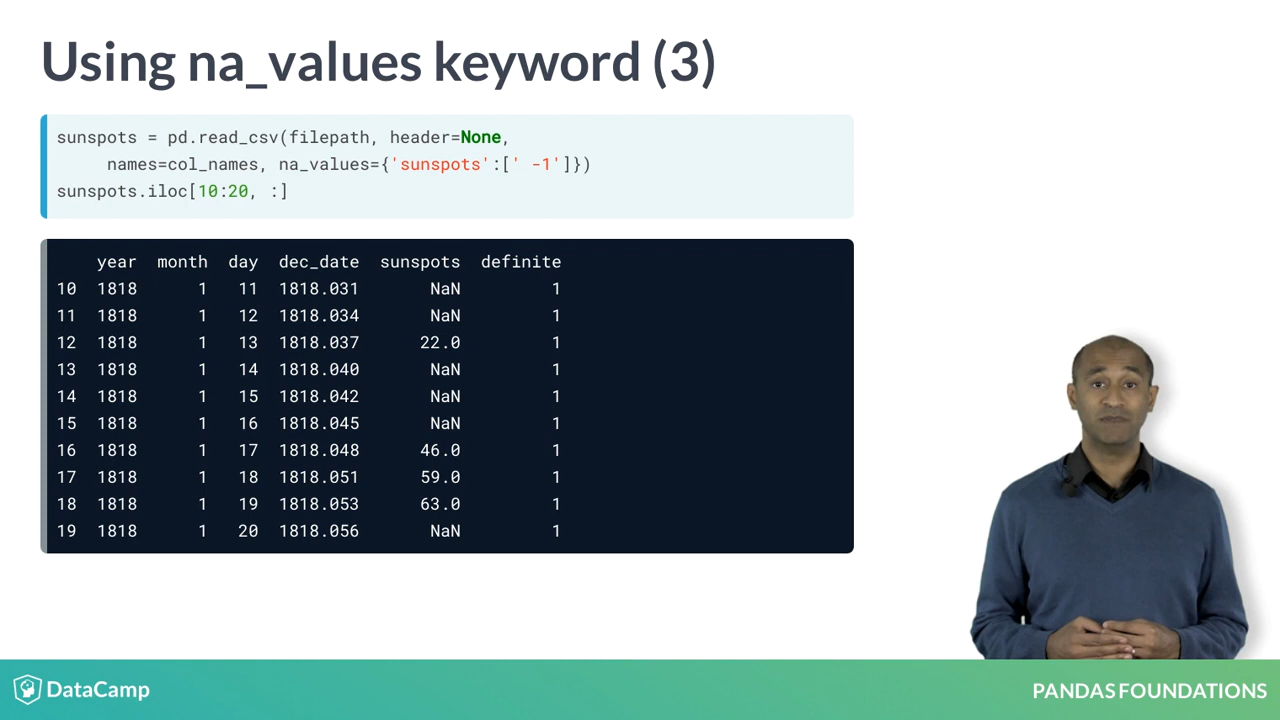 Using na_values keyword (3)
sunspots = pd.read_csv(filepath, header=None,
names=col_names, na_values={'sunspots':[' -1']})
sunspots.iloc[10:20, :]
year month day dec_date sunspots definite
10 1818 1 11 1818.031 NaN 1
11 1818 1 12 1818.034 NaN 1
12 1818 1 13 1818.037 22.0 1
13 1818 1 14 1818.040 NaN 1
14 1818 1 15 1818.042 NaN 1
15 1818 1 16 1818.045 NaN 1
16 1818 1 17 1818.048 46.0 1
17 1818 1 18 1818.051 59.0 1
18 1818 1 19 1818.053 63.0 1
19 1818 1 20 1818.056 NaN 1
DataCamp
PANDAS FOUNDATIONS